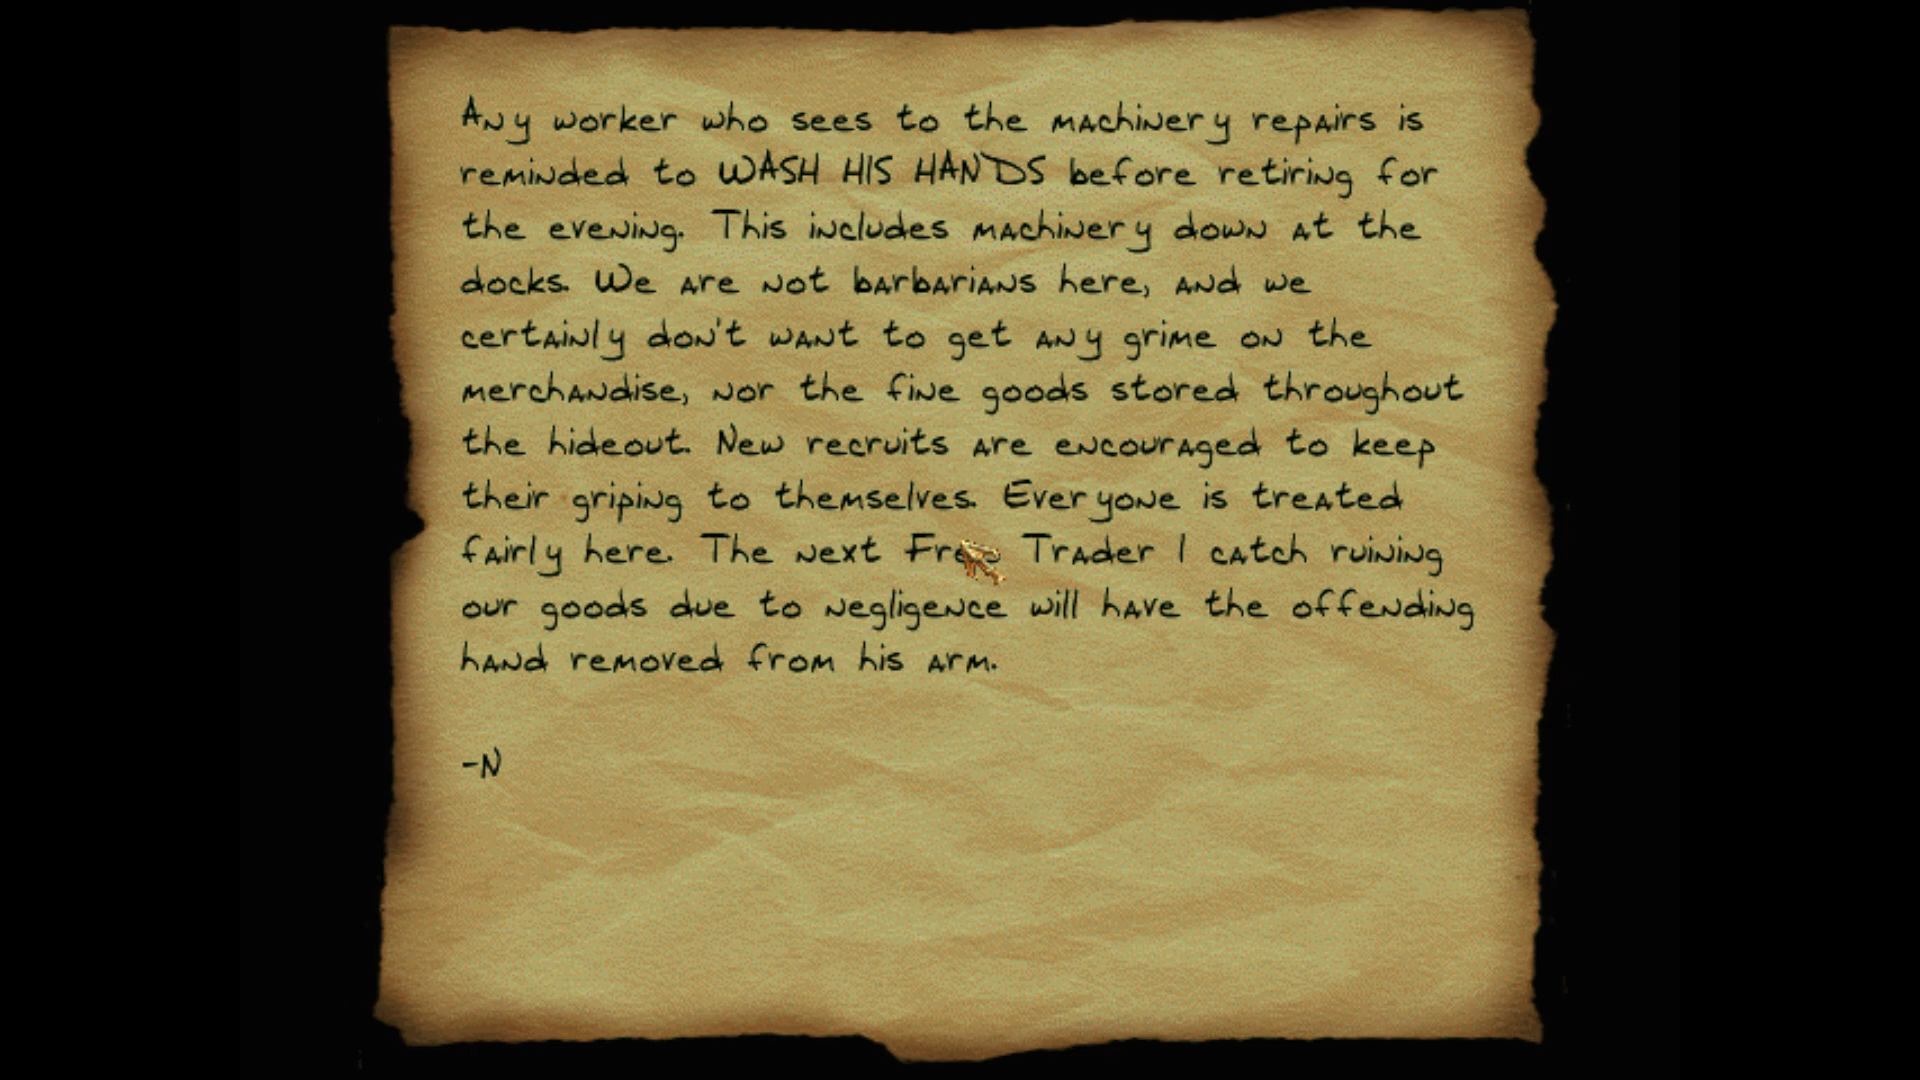 Any worker who sees to the machinery repairs is
reminded to WASH HIS HANDS before retiring for
the evening. This includes machinery down at the
docks. We are not barbarians here, and we
certainly don't want to get any grime on the
merchandise, nor the fine goods stored throughout
the hideout. New recruits are encouraged to keep
their griping to themselves. Everyone is treated
fairly here. The next Free Trader I catch ruining
our goods due to negligence will have the offending
hand removed from his arm.
-N